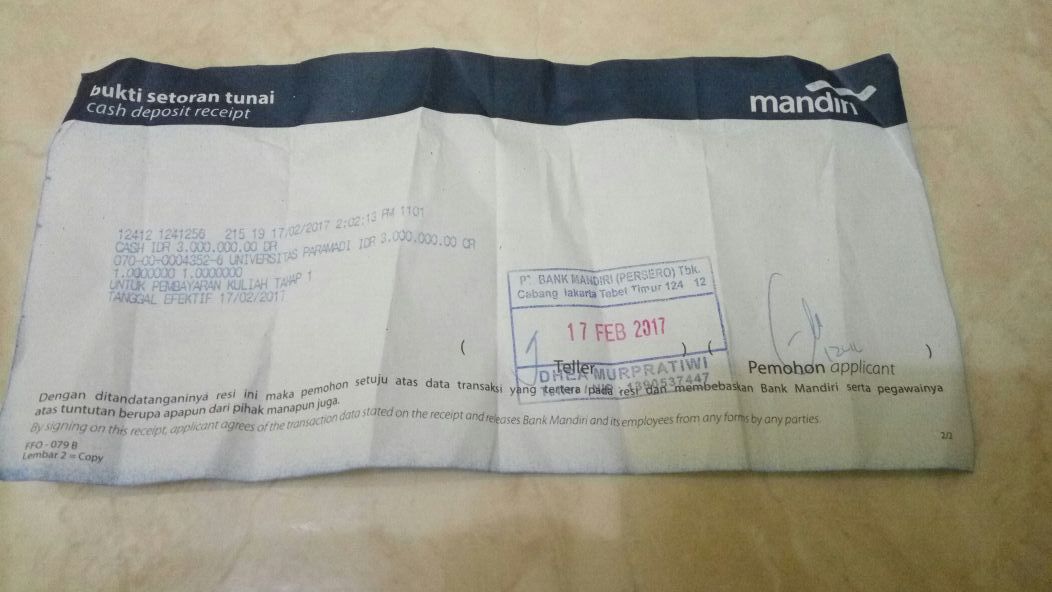 bukti setoran tunai
cash deposit receipt
mandiri
12412 1241256 215 19 17/02/2017 2:02:13 PM 1101
CASH IDR 3.000.000.00 DR
070-00-0004352-6 UNIVERSITAS PARAMADI IDR 3.000.000.00 CR
1.0000000 1.0000000
UNTUK PEMBAYARAN KULIAH TAHAP 1
TANGGAL EFEKTIF 17/02/2017
PT. BANK MANDIRI (PERSERO) Tbk.
Cabang Jakarta Tebet Timur 124 12
17 FEB 2017
( Teller ) ( Pemohon applicant )
DHEA MURPRATIWI
1390537447
Dengan ditandatanganinya resi ini maka pemohon setuju atas data transaksi yang tertera pada resi dan membebaskan Bank Mandiri serta pegawainya
atas tuntutan berupa apapun dari pihak manapun juga.
By signing on this receipt, applicant agrees of the transaction data stated on the receipt and releases Bank Mandiri and its employees from any forms by any parties.
FFO - 079 B
Lembar 2 = Copy
2/2